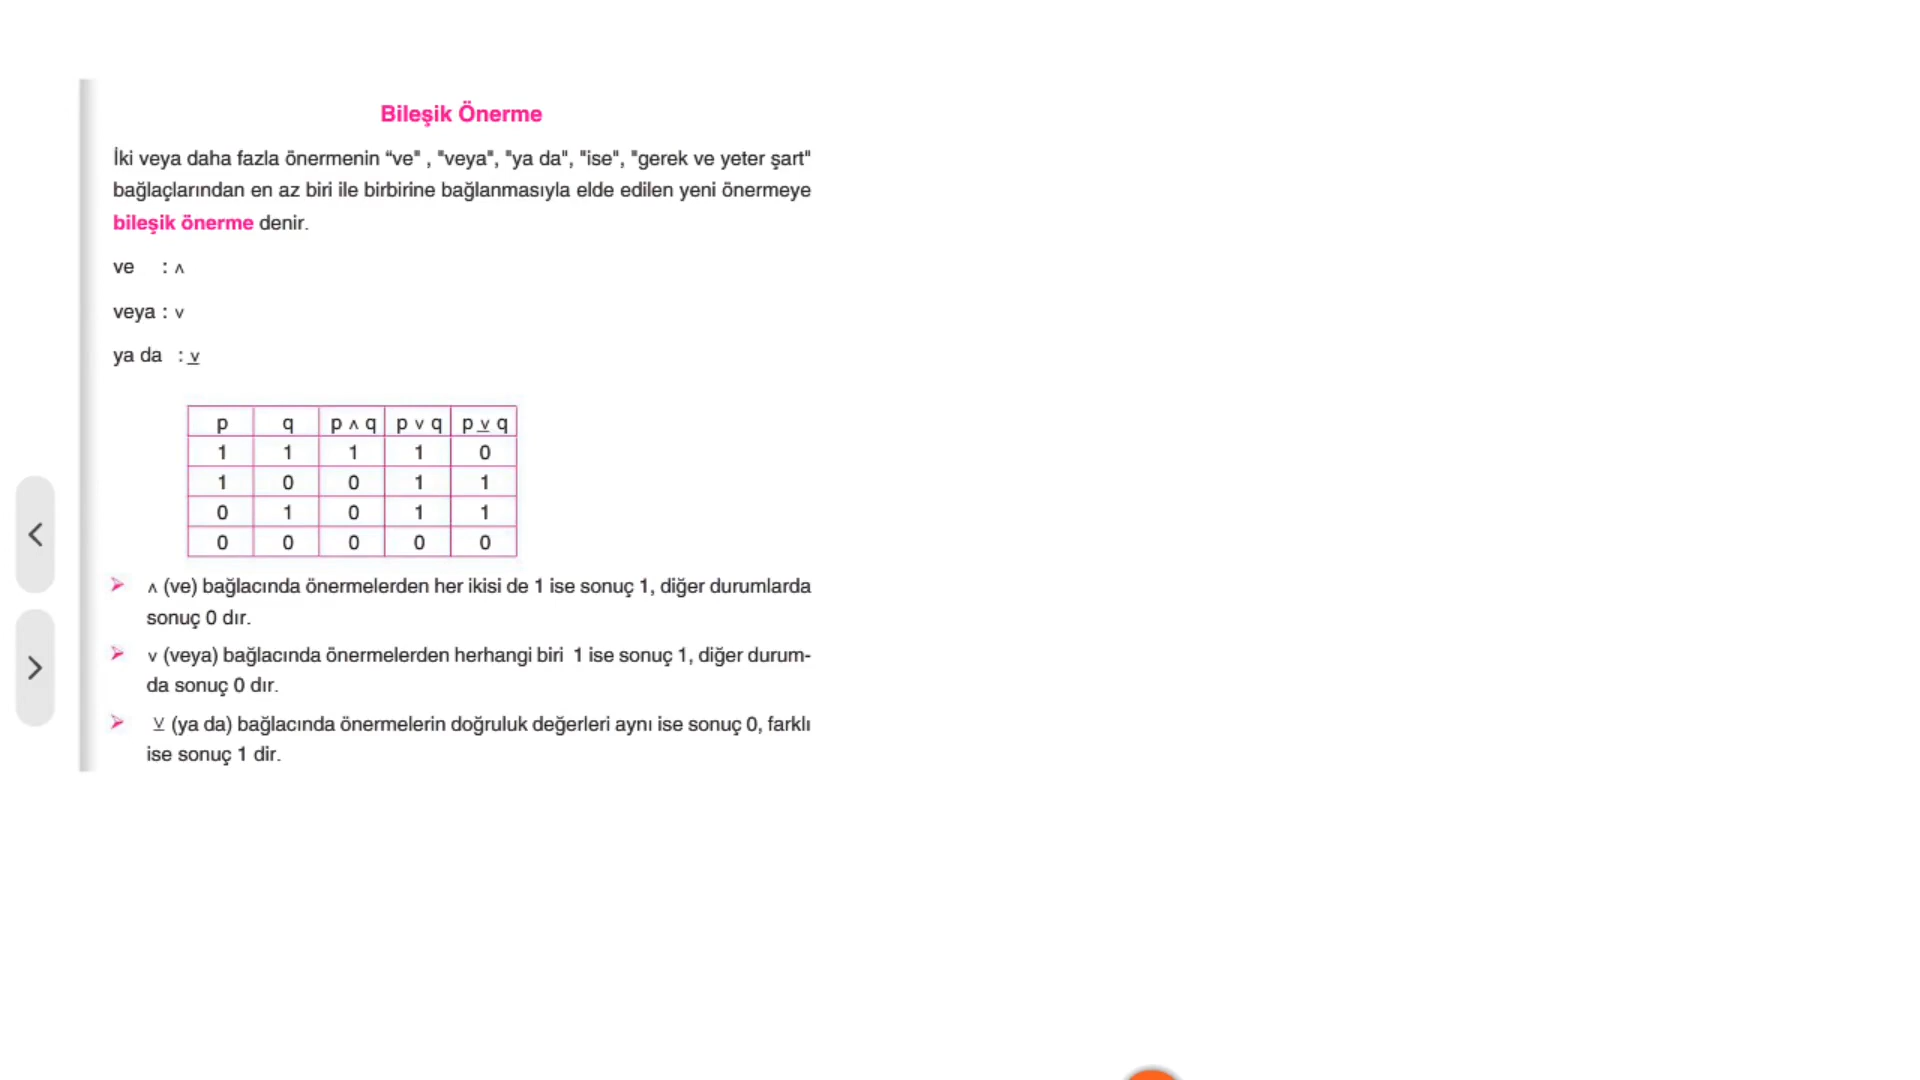 Bileşik Önerme
İki veya daha fazla önermenin “ve" , "veya", "ya da", "ise", "gerek ve yeter şart"
bağlaçlarından en az biri ile birbirine bağlanmasıyla elde edilen yeni önermeye
bileşik önerme denir.
ve : ∧
veya : ∨
ya da : ⊻
p q p ∧ q p ∨ q p ⊻ q
1 1 1 1 0
1 0 0 1 1
0 1 0 1 1
0 0 0 0 0
∧ (ve) bağlacında önermelerden her ikisi de 1 ise sonuç 1, diğer durumlarda
sonuç 0 dır.
∨ (veya) bağlacında önermelerden herhangi biri 1 ise sonuç 1, diğer durum-
da sonuç 0 dır.
⊻ (ya da) bağlacında önermelerin doğruluk değerleri aynı ise sonuç 0, farklı
ise sonuç 1 dir.